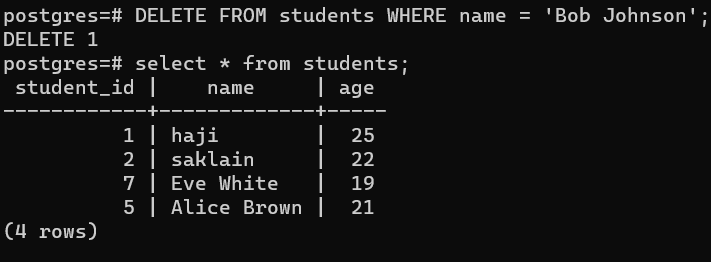 postgres=# DELETE FROM students WHERE name = 'Bob Johnson';
DELETE 1
postgres=# select * from students;
 student_id |    name     | age
------------+-------------+-----
          1 | haji        |  25
          2 | saklain     |  22
          7 | Eve White   |  19
          5 | Alice Brown |  21
(4 rows)